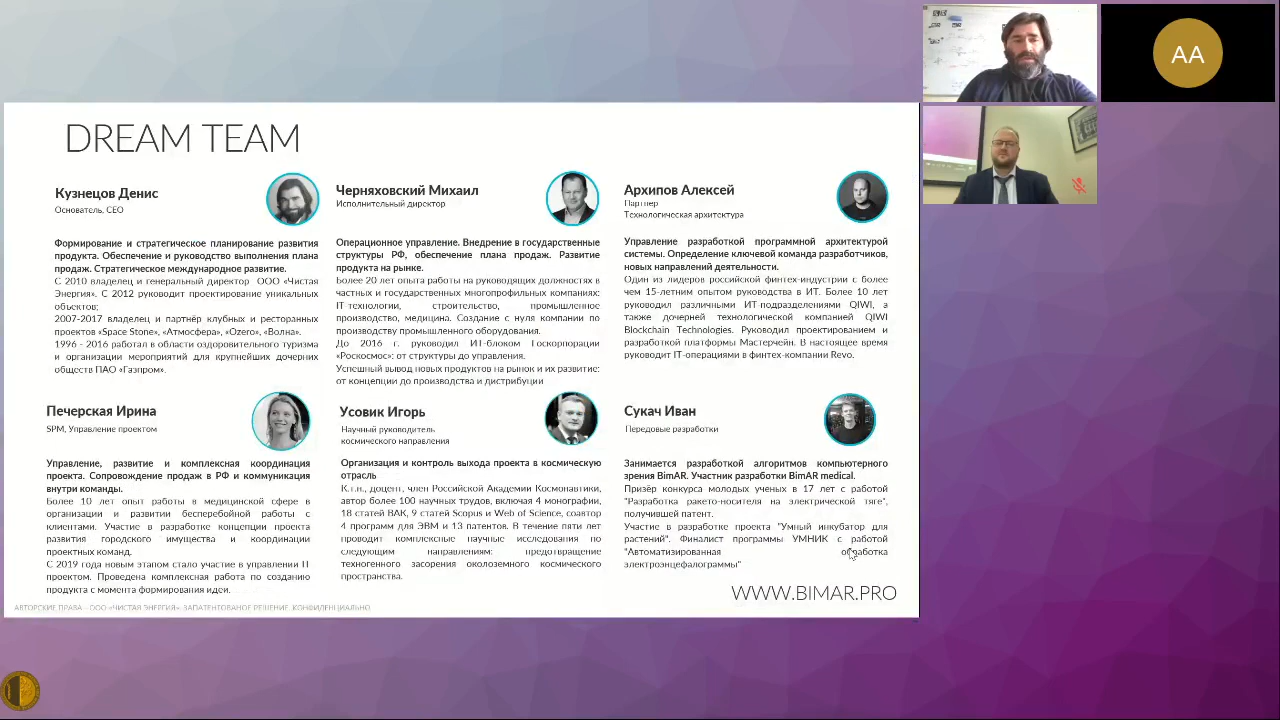 DREAM TEAM
Кузнецов Денис
Основатель, CEO
Формирование и стратегическое планирование развития
продукта. Обеспечение и руководство выполнения плана
продаж. Стратегическое международное развитие.
С 2010 владелец и генеральный директор ООО «Чистая
Энергия». С 2012 руководит проектирование уникальных
объектов;
2007-2017 владелец и партнёр клубных и ресторанных
проектов «Space Stone», «Атмосфера», «Ozero», «Волна».
1996 - 2016 работал в области оздоровительного туризма
и организации мероприятий для крупнейших дочерних
обществ ПАО «Газпром».
Черняховский Михаил
Исполнительный директор
Операционное управление. Внедрение в государственные
структуры РФ, обеспечение плана продаж. Развитие
продукта на рынке.
Более 20 лет опыта работы на руководящих должностях в
частных и государственных многопрофильных компаниях:
IT-технологии, строительство, промышленное
производство, медицина. Создание с нуля компании по
производству промышленного оборудования.
До 2016 г. руководил ИТ-блоком Госкорпорации
«Роскосмос»: от структуры до управления.
Успешный вывод новых продуктов на рынок и их развитие:
от концепции до производства и дистрибуции
Архипов Алексей
Партнер
Технологическая архитектура
Управление разработкой программной архитектурой
системы. Определение ключевой команда разработчиков,
новых направлений деятельности.
Один из лидеров российской финтех-индустрии с более
чем 15-летним опытом руководства в ИТ. Более 10 лет
руководил различными ИТ-подразделениями QIWI, а
также дочерней технологической компанией QIWI
Blockchain Technologies. Руководил проектированием и
разработкой платформы Мастерчейн. В настоящее время
руководит IT-операциями в финтех-компании Revo.
Печерская Ирина
SPM, Управление проектом
Управление, развитие и комплексная координация
проекта. Сопровождение продаж в РФ и коммуникация
внутри команды.
Более 10 лет опыт работы в медицинской сфере в
организации и развитии бесперебойной работы с
клиентами. Участие в разработке концепции проекта
развития городского имущества и координации
проектных команд.
С 2019 года новым этапом стало участие в управлении IT
проектом. Проведена комплексная работа по созданию
продукта с момента формирования идеи.
Усовик Игорь
Научный руководитель
космического направления
Организация и контроль выхода проекта в космическую
отрасль
К.т.н., доцент, член Российской Академии Космонавтики,
автор более 100 научных трудов, включая 4 монографии,
18 статей ВАК, 9 статей Scopus и Web of Science, соавтор
4 программ для ЭВМ и 13 патентов. В течение пяти лет
проводит комплексные научные исследования по
следующим направлениям: предотвращение
техногенного засорения околоземного космического
пространства.
Сукач Иван
Передовые разработки
Занимается разработкой алгоритмов компьютерного
зрения BimAR. Участник разработки BimAR medical.
Призёр конкурса молодых ученых в 17 лет с работой
"Разработка ракето-носителя на электрической тяге",
получившей патент.
Участие в разработке проекта "Умный инкубатор для
растений". Финалист программы УМНИК с работой
"Автоматизированная обработка
электроэнцефалограммы"
WWW.BIMAR.PRO
АВТОРСКИЕ ПРАВА – ООО «ЧИСТАЯ ЭНЕРГИЯ». ЗАПАТЕНТОВАНОЕ РЕШЕНИЕ. КОНФИДЕНЦИАЛЬНО
AA